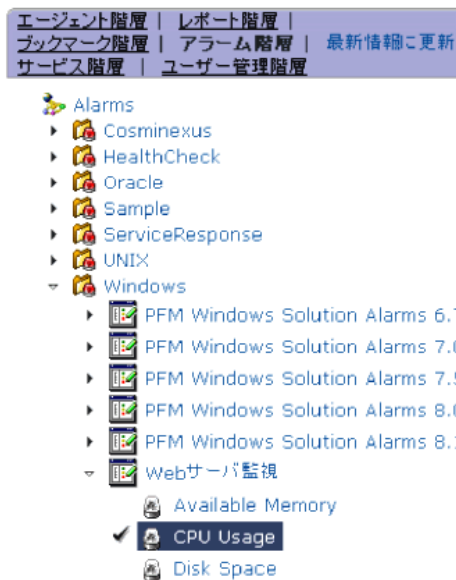 エージェント階層 | レポート階層 |
ブックマーク階層 | アラーム階層 | 最新情報に更新
サービス階層 | ユーザー管理階層
Alarms
Cosminexus
HealthCheck
Oracle
Sample
ServiceResponse
UNIX
Windows
PFM Windows Solution Alarms 6.7
PFM Windows Solution Alarms 7.0
PFM Windows Solution Alarms 7.5
PFM Windows Solution Alarms 8.0
PFM Windows Solution Alarms 8.1
Webサーバ監視
Available Memory
CPU Usage
Disk Space